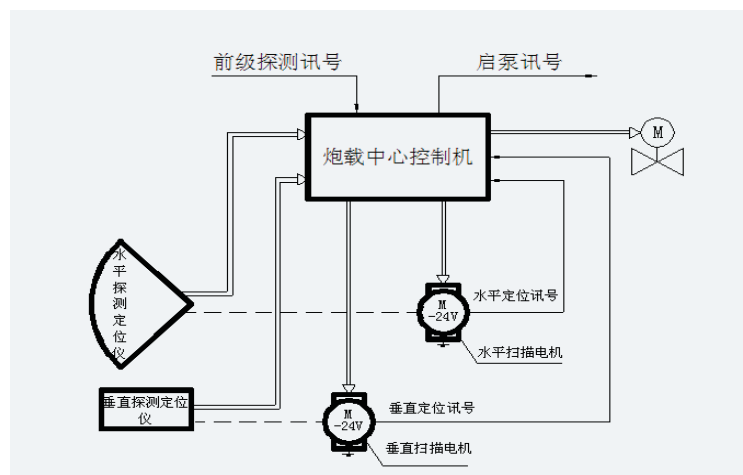 前级探测讯号
启泵讯号
炮载中心控制机
M
水平探测定位仪
水平定位讯号
M
-24V
水平扫描电机
垂直探测定位
仪
垂直定位讯号
M
-24V
垂直扫描电机